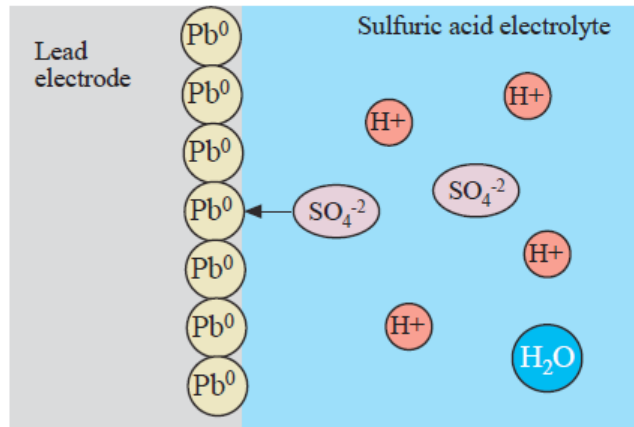 Lead
electrode
Sulfuric acid electrolyte
Pb⁰
Pb⁰
Pb⁰
Pb⁰
Pb⁰
Pb⁰
Pb⁰
H+
H+
SO₄⁻²
SO₄⁻²
H+
H+
H₂O